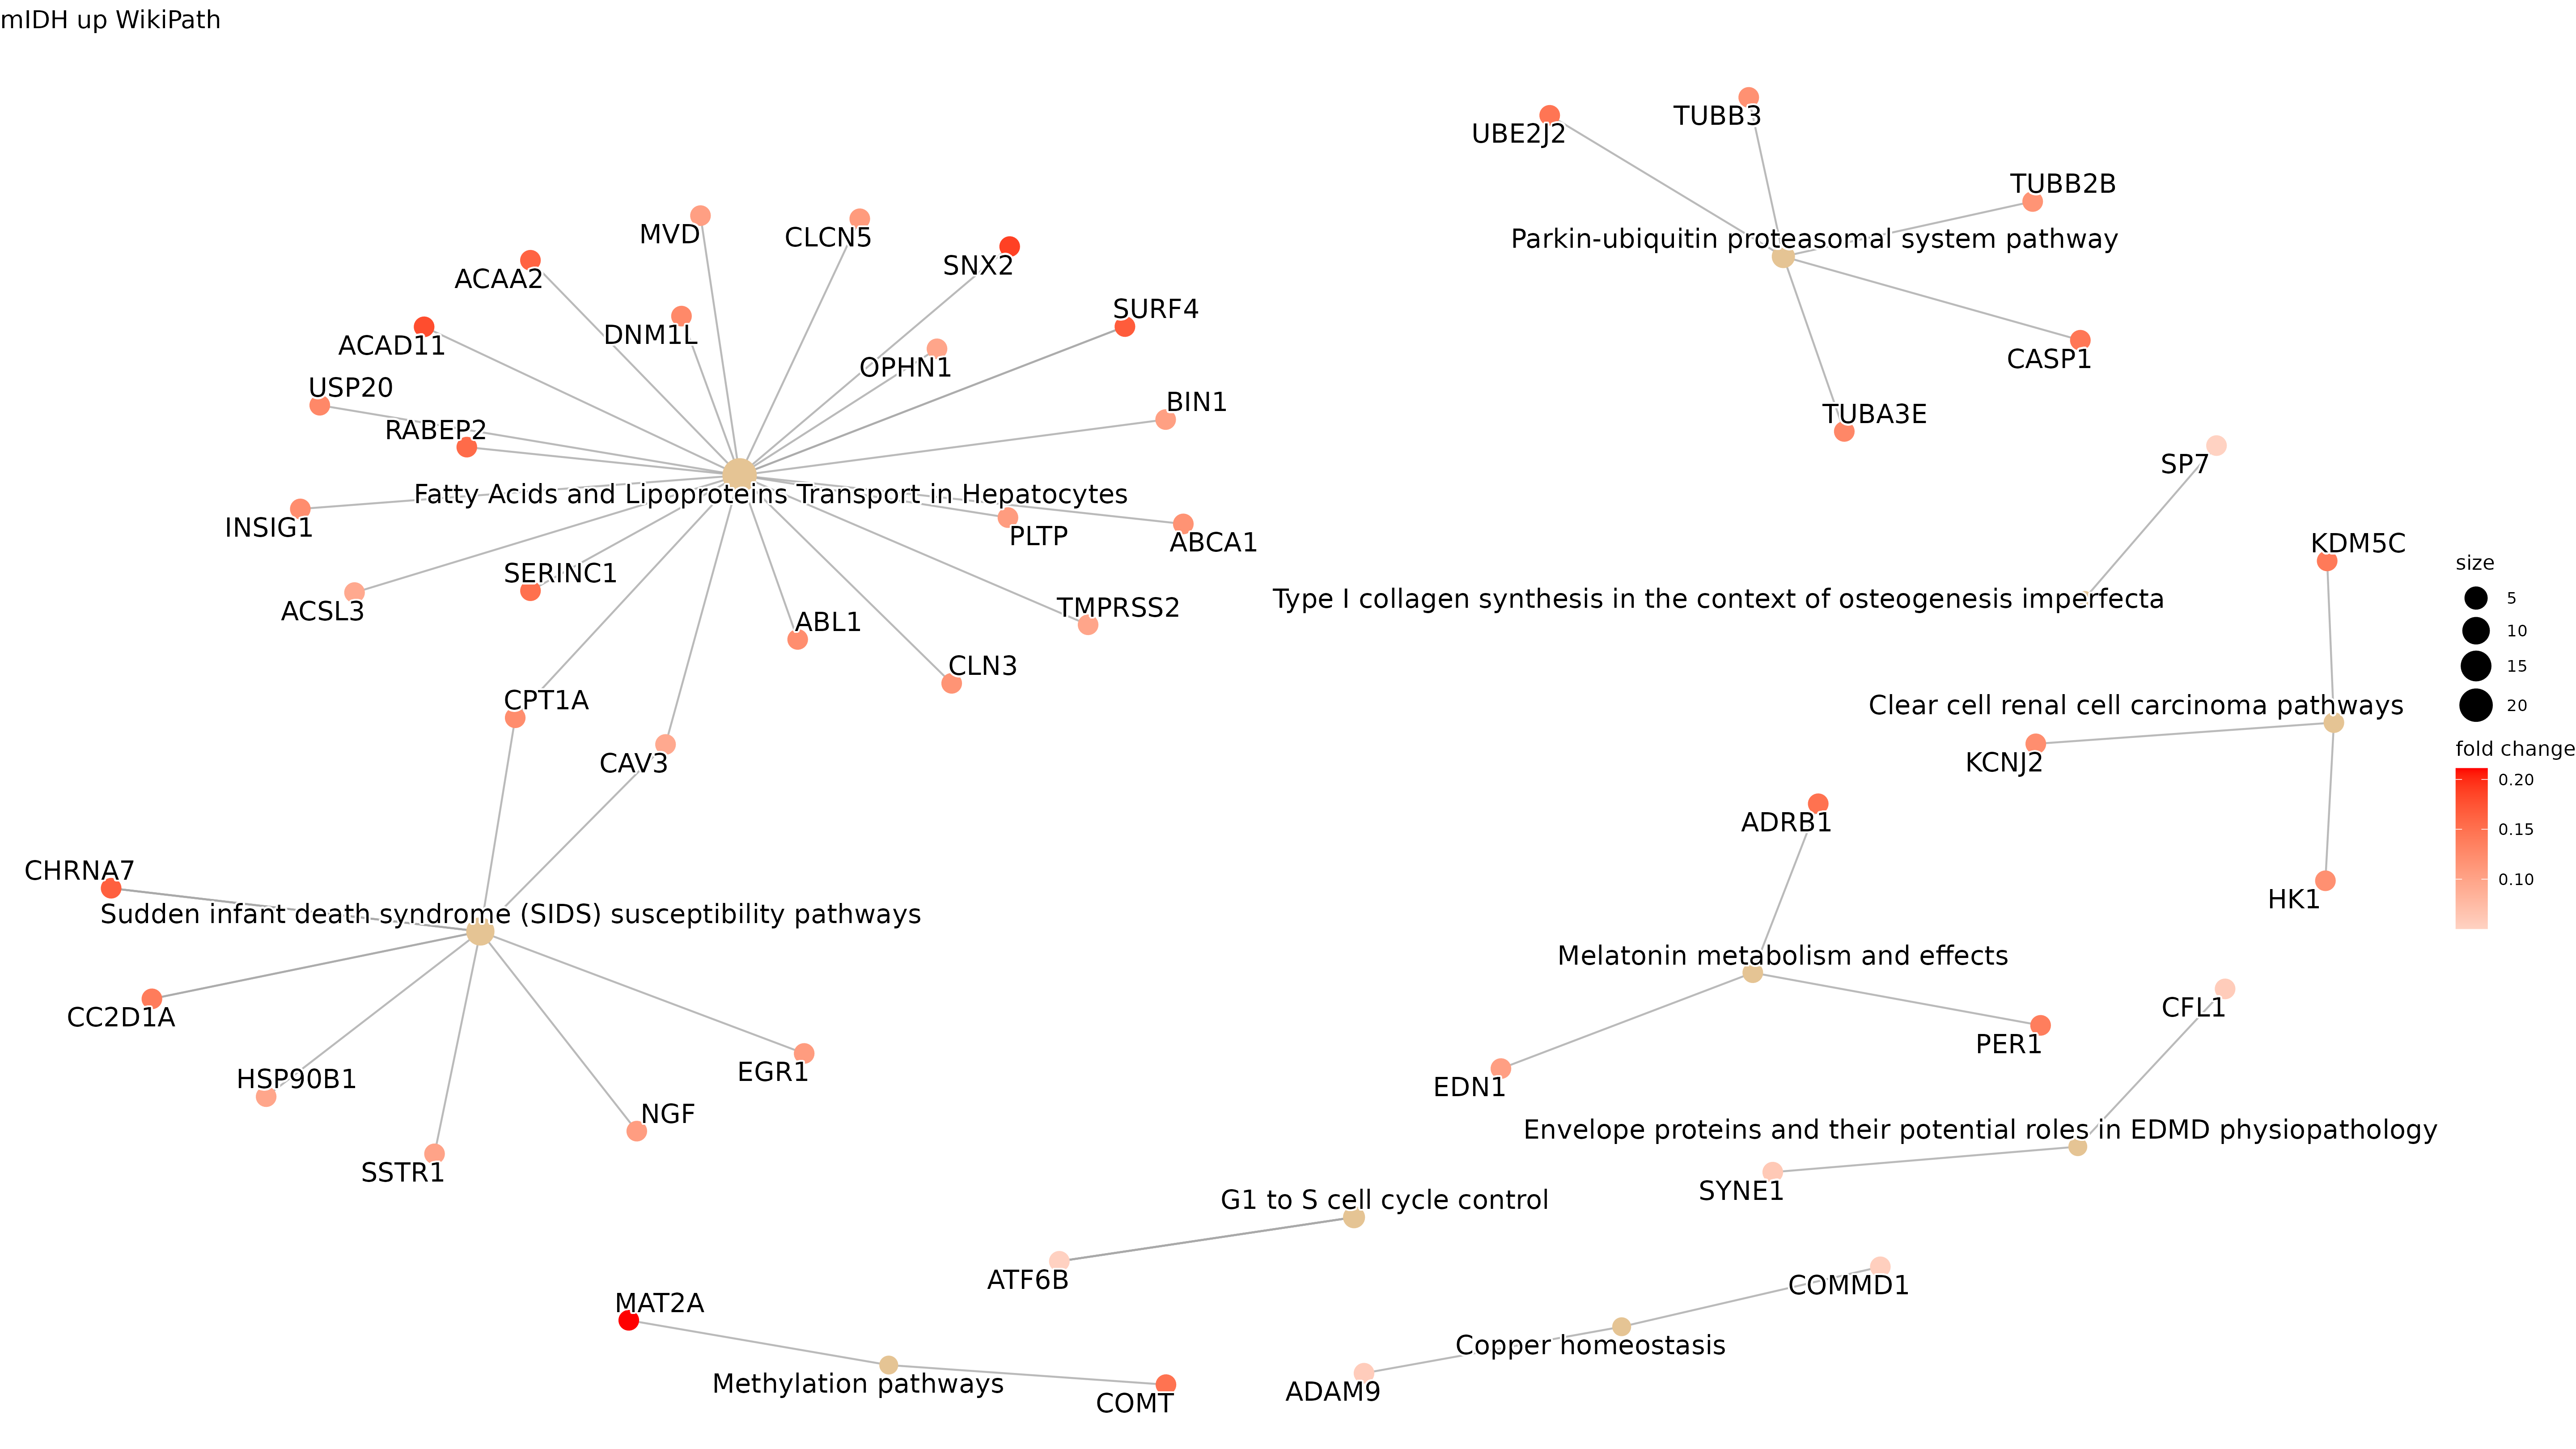 mIDH up WikiPath
UBE2J2
TUBB3
TUBB2B
Parkin-ubiquitin proteasomal system pathway
CASP1
TUBA3E
MVD
CLCN5
SNX2
ACAA2
SURF4
DNM1L
ACAD11
OPHN1
USP20
BIN1
RABEP2
Fatty Acids and Lipoproteins Transport in Hepatocytes
INSIG1
PLTP
ABCA1
SERINC1
ACSL3
TMPRSS2
ABL1
CLN3
CPT1A
CAV3
SP7
Type I collagen synthesis in the context of osteogenesis imperfecta
KDM5C
Clear cell renal cell carcinoma pathways
KCNJ2
HK1
size
5
10
15
20
fold change
0.20
0.15
0.10
ADRB1
Melatonin metabolism and effects
PER1
EDN1
CFL1
Envelope proteins and their potential roles in EDMD physiopathology
SYNE1
CHRNA7
Sudden infant death syndrome (SIDS) susceptibility pathways
CC2D1A
HSP90B1
EGR1
NGF
SSTR1
G1 to S cell cycle control
ATF6B
COMMD1
Copper homeostasis
ADAM9
MAT2A
Methylation pathways
COMT